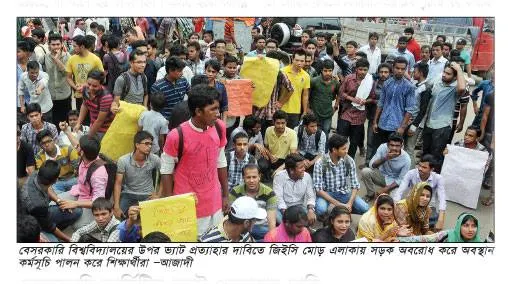 বেসরকারি বিশ্ববিদ্যালয়ের উপর ভ্যাট প্রত্যাহার দাবিতে জিইসি মোড় এলাকায় সড়ক অবরোধ করে অবস্থান
কর্মসূচি পালন করে শিক্ষার্থীরা –আজাদী